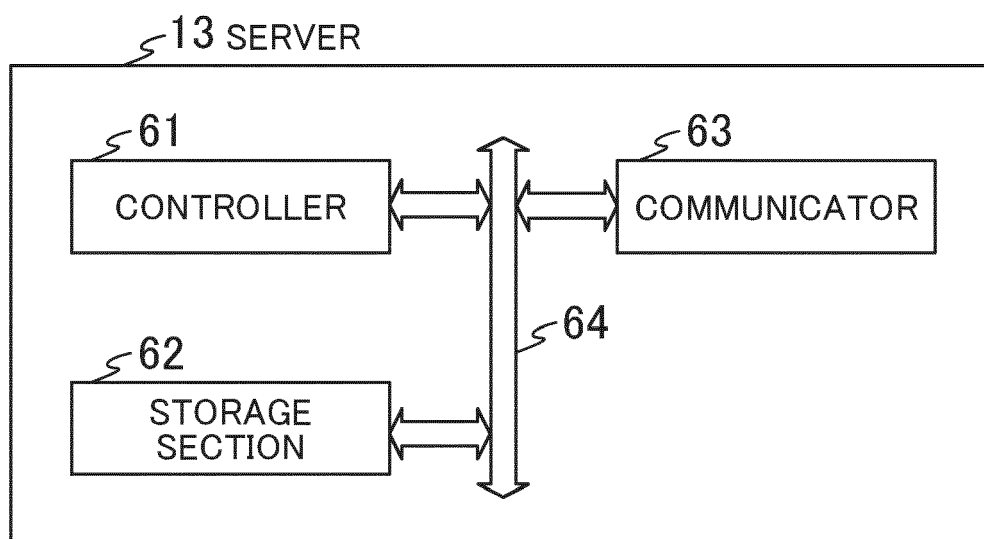 13 SERVER
61
CONTROLLER
63
COMMUNICATOR
64
62
STORAGE
SECTION